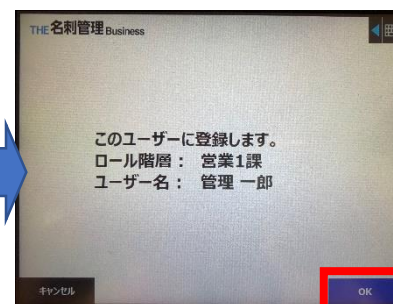 THE 名刺管理 Business
このユーザーに登録します。
ロール階層： 営業1課
ユーザー名： 管理 一郎
キャンセル
OK